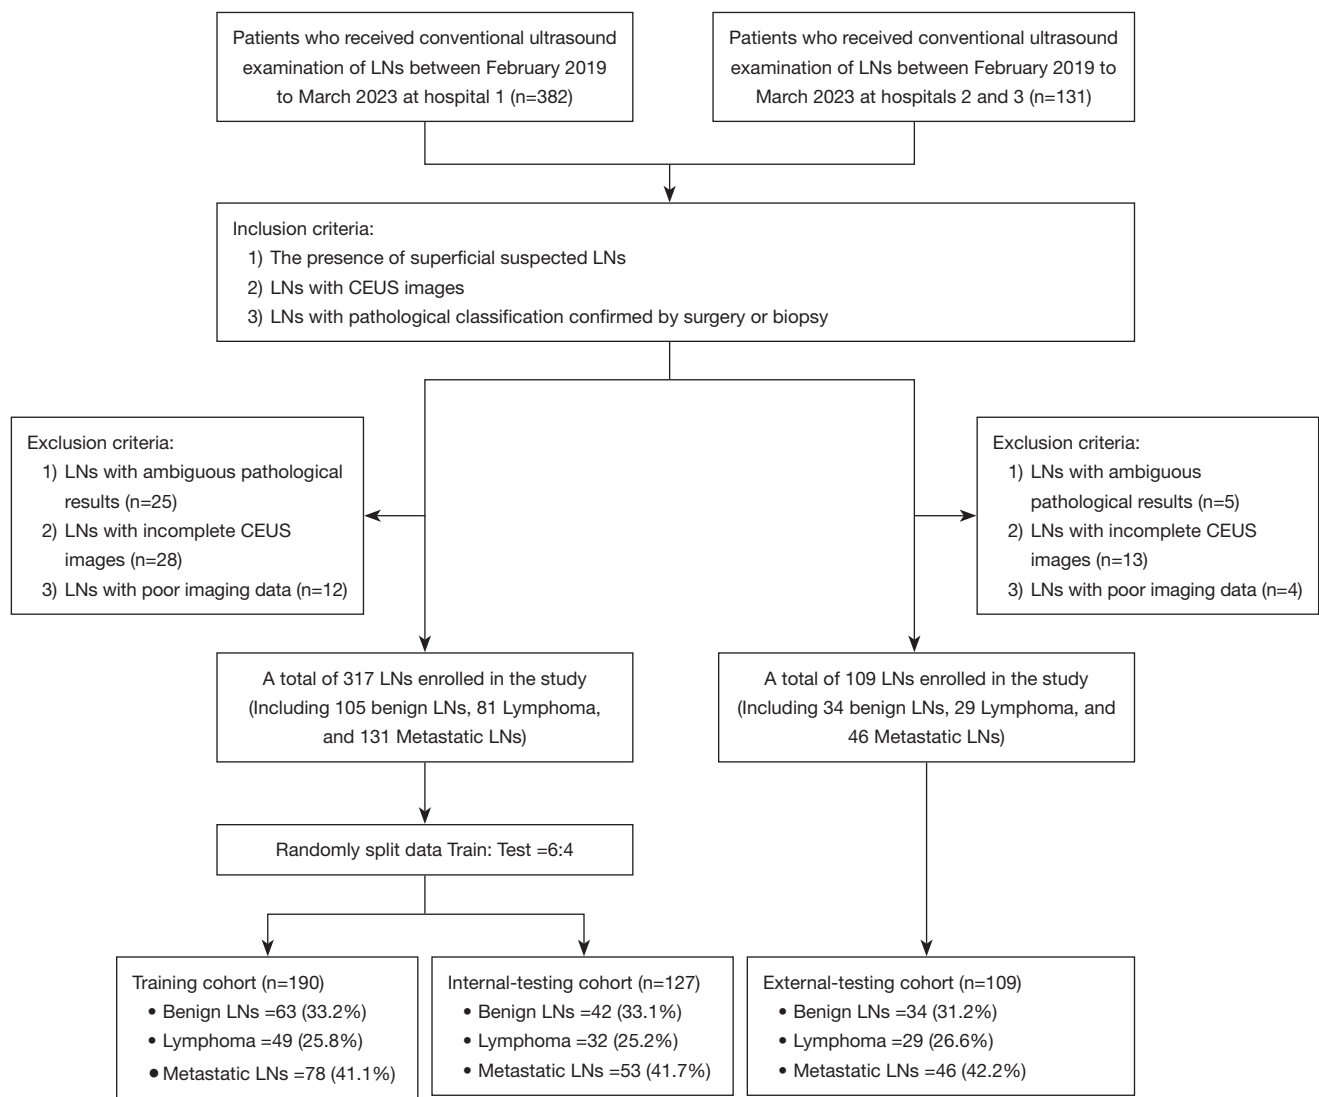 Patients who received conventional ultrasound
examination of LNs between February 2019
to March 2023 at hospital 1 (n=382)
Patients who received conventional ultrasound
examination of LNs between February 2019 to
March 2023 at hospitals 2 and 3 (n=131)
Inclusion criteria:
1) The presence of superficial suspected LNs
2) LNs with CEUS images
3) LNs with pathological classification confirmed by surgery or biopsy
Exclusion criteria:
1) LNs with ambiguous pathological
results (n=25)
2) LNs with incomplete CEUS
images (n=28)
3) LNs with poor imaging data (n=12)
Exclusion criteria:
1) LNs with ambiguous
pathological results (n=5)
2) LNs with incomplete CEUS
images (n=13)
3) LNs with poor imaging data (n=4)
A total of 317 LNs enrolled in the study
(Including 105 benign LNs, 81 Lymphoma,
and 131 Metastatic LNs)
A total of 109 LNs enrolled in the study
(Including 34 benign LNs, 29 Lymphoma, and
46 Metastatic LNs)
Randomly split data Train: Test =6:4
Training cohort (n=190)
• Benign LNs =63 (33.2%)
• Lymphoma =49 (25.8%)
• Metastatic LNs =78 (41.1%)
Internal-testing cohort (n=127)
• Benign LNs =42 (33.1%)
• Lymphoma =32 (25.2%)
• Metastatic LNs =53 (41.7%)
External-testing cohort (n=109)
• Benign LNs =34 (31.2%)
• Lymphoma =29 (26.6%)
• Metastatic LNs =46 (42.2%)